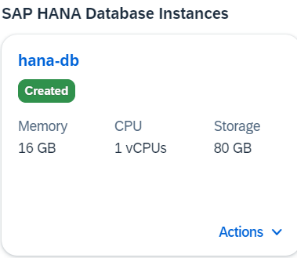 SAP HANA Database Instances
hana-db
Created
Memory CPU Storage
16 GB 1 vCPUs 80 GB
Actions